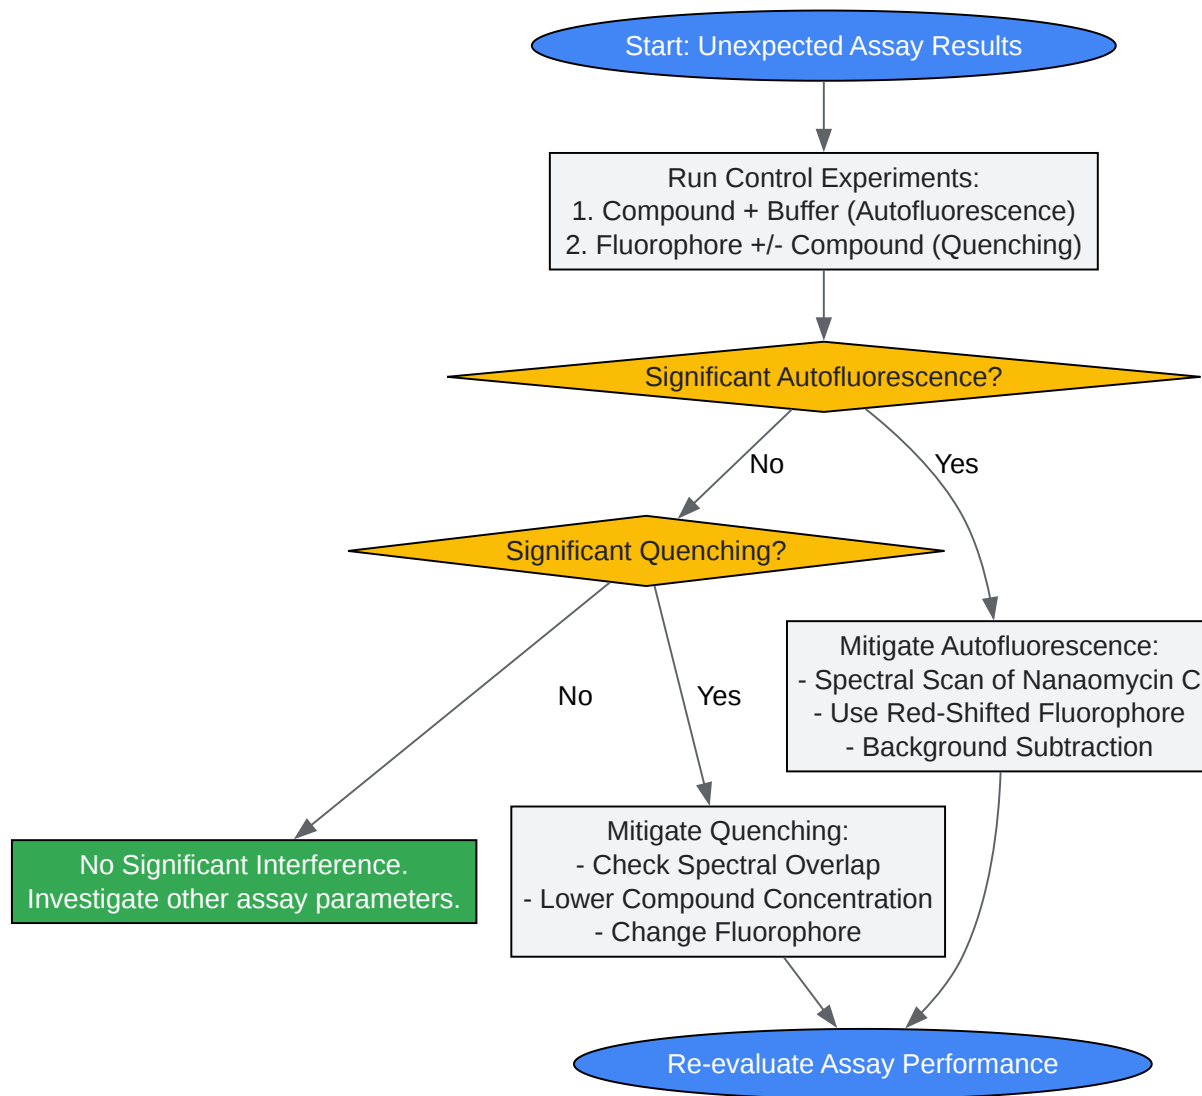 Start: Unexpected Assay Results
Run Control Experiments:
1. Compound + Buffer (Autofluorescence)
2. Fluorophore +/- Compound (Quenching)
Significant Autofluorescence?
No
Yes
Significant Quenching?
Mitigate Autofluorescence:
- Spectral Scan of Nanaomycin C
- Use Red-Shifted Fluorophore
- Background Subtraction
No
Yes
Mitigate Quenching:
- Check Spectral Overlap
- Lower Compound Concentration
- Change Fluorophore
No Significant Interference.
Investigate other assay parameters.
Re-evaluate Assay Performance